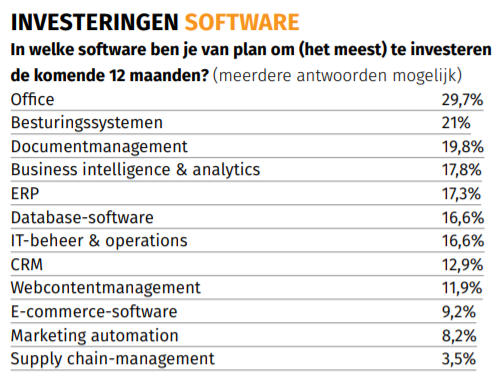 INVESTERINGEN SOFTWARE
In welke software ben je van plan om (het meest) te investeren
de komende 12 maanden? (meerdere antwoorden mogelijk)
Office 29,7%
Besturingssystemen 21%
Documentmanagement 19,8%
Business intelligence & analytics 17,8%
ERP 17,3%
Database-software 16,6%
IT-beheer & operations 16,6%
CRM 12,9%
Webcontentmanagement 11,9%
E-commerce-software 9,2%
Marketing automation 8,2%
Supply chain-management 3,5%